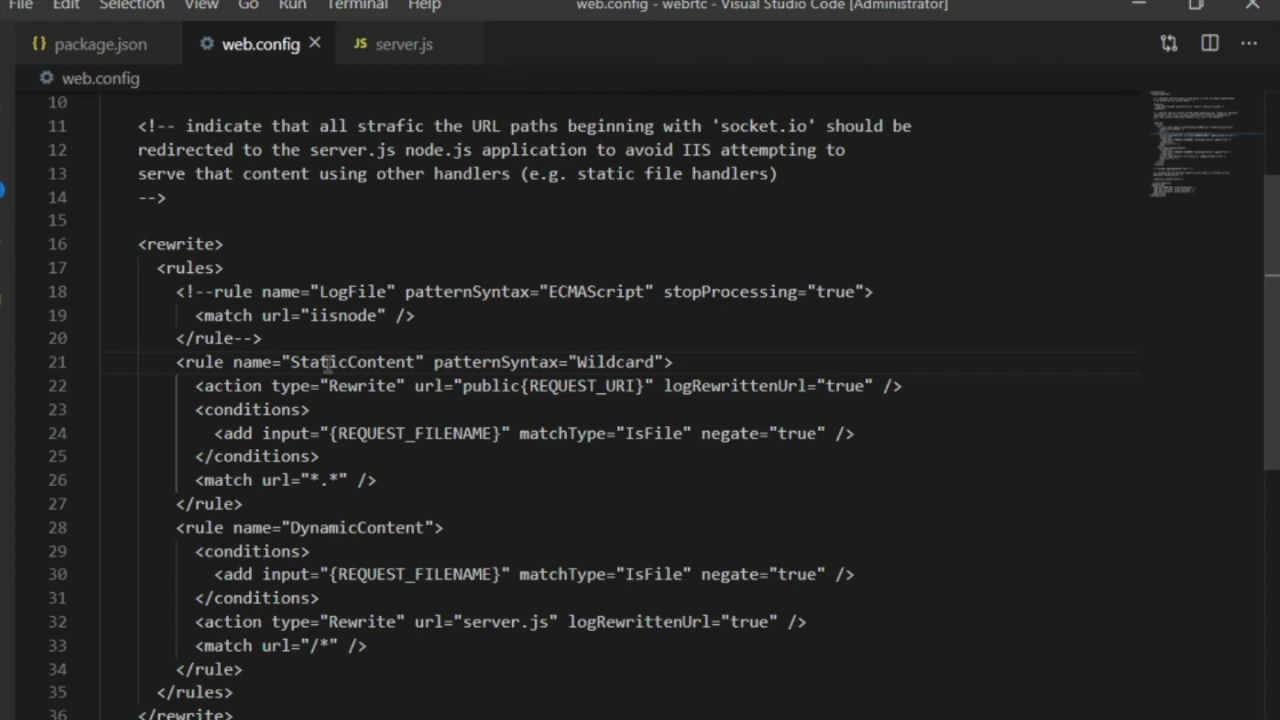 File Edit Selection View Go Run Terminal Help web.config - webrtc - Visual Studio Code [Administrator]
{} package.json web.config JS server.js
web.config
10
11 <!-- indicate that all strafic the URL paths beginning with 'socket.io' should be
12 redirected to the server.js node.js application to avoid IIS attempting to
13 serve that content using other handlers (e.g. static file handlers)
14 -->
15
16 <rewrite>
17 <rules>
18 <!--rule name="LogFile" patternSyntax="ECMAScript" stopProcessing="true">
19 <match url="iisnode" />
20 </rule-->
21 <rule name="StaticContent" patternSyntax="Wildcard">
22 <action type="Rewrite" url="public{REQUEST_URI}" logRewrittenUrl="true" />
23 <conditions>
24 <add input="{REQUEST_FILENAME}" matchType="IsFile" negate="true" />
25 </conditions>
26 <match url="*.*" />
27 </rule>
28 <rule name="DynamicContent">
29 <conditions>
30 <add input="{REQUEST_FILENAME}" matchType="IsFile" negate="true" />
31 </conditions>
32 <action type="Rewrite" url="server.js" logRewrittenUrl="true" />
33 <match url="/*" />
34 </rule>
35 </rules>
36 </rewrite>